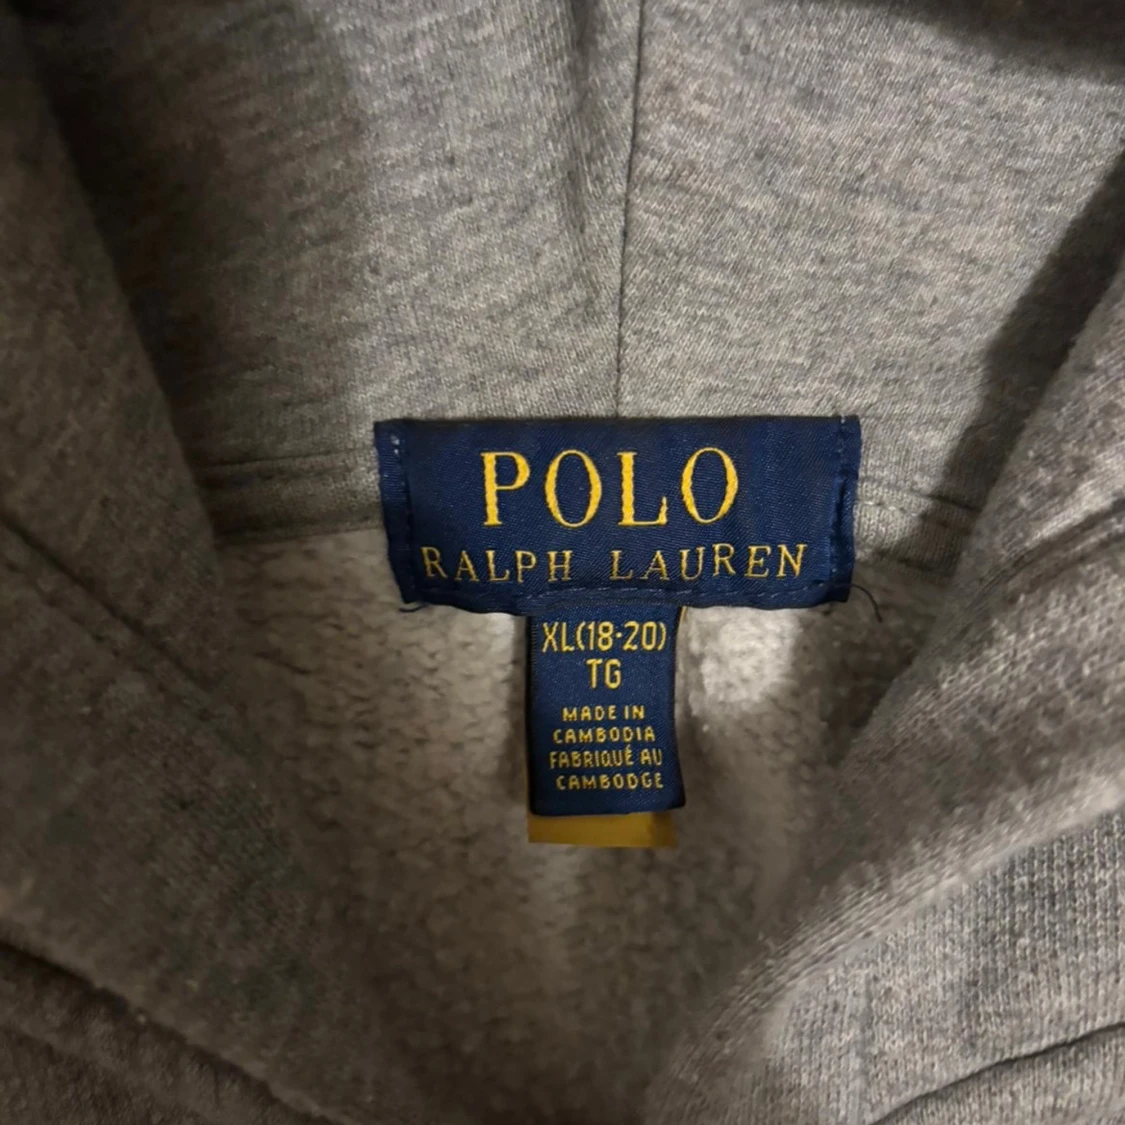 POLO
RALPH LAUREN
XL(18-20)
TG
MADE IN
CAMBODIA
FABRIQUÉ AU
CAMBODGE